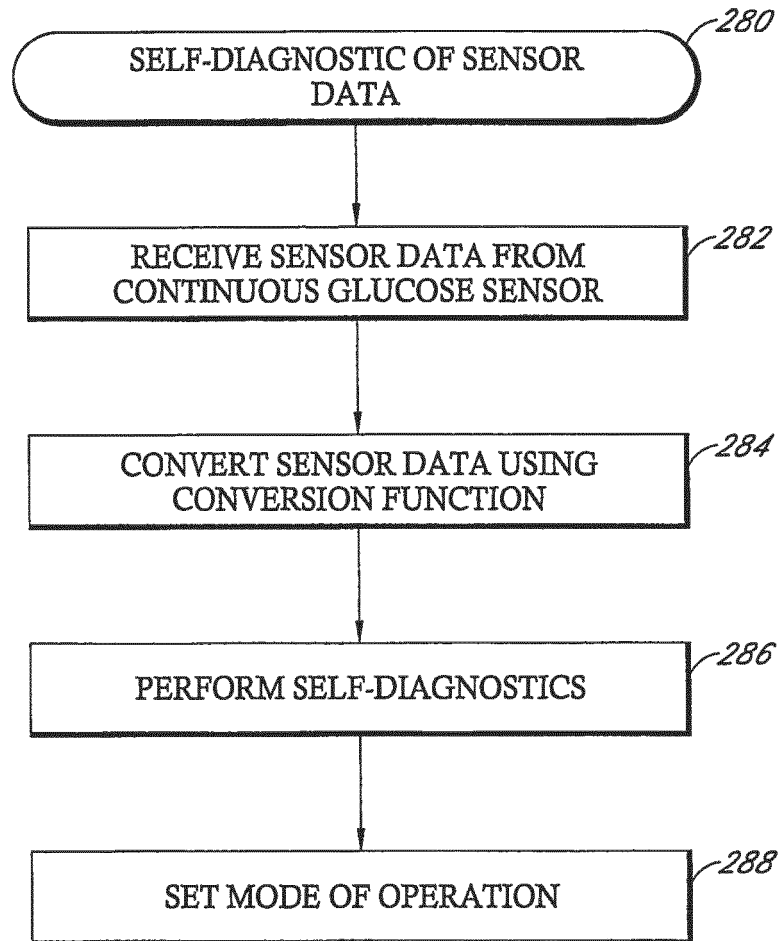 280
SELF-DIAGNOSTIC OF SENSOR
DATA
282
RECEIVE SENSOR DATA FROM
CONTINUOUS GLUCOSE SENSOR
284
CONVERT SENSOR DATA USING
CONVERSION FUNCTION
286
PERFORM SELF-DIAGNOSTICS
288
SET MODE OF OPERATION